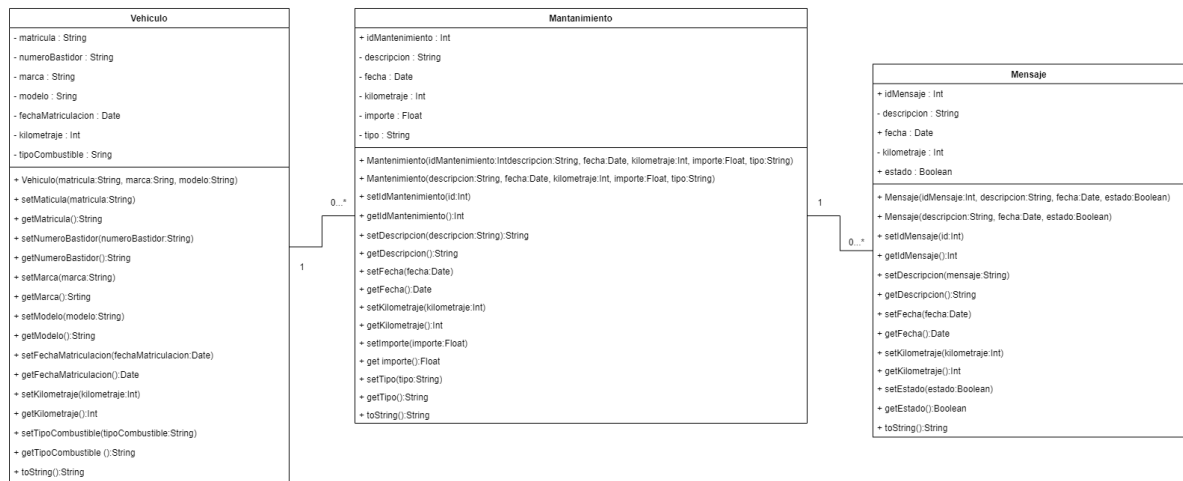 Vehiculo
- matricula : String
- numeroBastidor : String
- marca : String
- modelo : Sring
- fechaMatriculacion : Date
- kilometraje : Int
- tipoCombustible : Sring
+ Vehiculo(matricula:String, marca:Sring, modelo:String)
+ setMaticula(matricula:String)
+ getMatricula():String
+ setNumeroBastidor(numeroBastidor:String)
+ getNumeroBastidor():String
+ setMarca(marca:String)
+ getMarca():Srting
+ setModelo(modelo:String)
+ getModelo():String
+ setFechaMatriculacion(fechaMatriculacion:Date)
+ getFechaMatriculacion():Date
+ setKilometraje(kilometraje:Int)
+ getKilometraje():Int
+ setTipoCombustible(tipoCombustible:String)
+ getTipoCombustible ():String
+ toString():String
0...*
1
Mantanimiento
+ idMantenimiento : Int
- descripcion : String
- fecha : Date
- kilometraje : Int
- importe : Float
- tipo : String
+ Mantenimiento(idMantenimiento:Intdescripcion:String, fecha:Date, kilometraje:Int, importe:Float, tipo:String)
+ Mantenimiento(descripcion:String, fecha:Date, kilometraje:Int, importe:Float, tipo:String)
+ setIdMantenimiento(id:Int)
+ getIdMantenimiento():Int
+ setDescripcion(descripcion:String):String
+ getDescripcion():String
+ setFecha(fecha:Date)
+ getFecha():Date
+ setKilometraje(kilometraje:Int)
+ getKilometraje():Int
+ setImporte(importe:Float)
+ get importe():Float
+ setTipo(tipo:String)
+ getTipo():String
+ toString():String
1
0...*
Mensaje
+ idMensaje : Int
- descripcion : String
+ fecha : Date
- kilometraje : Int
+ estado : Boolean
+ Mensaje(idMensaje:Int, descripcion:String, fecha:Date, estado:Boolean)
+ Mensaje(descripcion:String, fecha:Date, estado:Boolean)
+ setIdMensaje(id:Int)
+ getIdMensaje():Int
+ setDescripcion(mensaje:String)
+ getDescripcion():String
+ setFecha(fecha:Date)
+ getFecha():Date
+ setKilometraje(kilometraje:Int)
+ getKilometraje():Int
+ setEstado(estado:Boolean)
+ getEstado():Boolean
+ toString():String